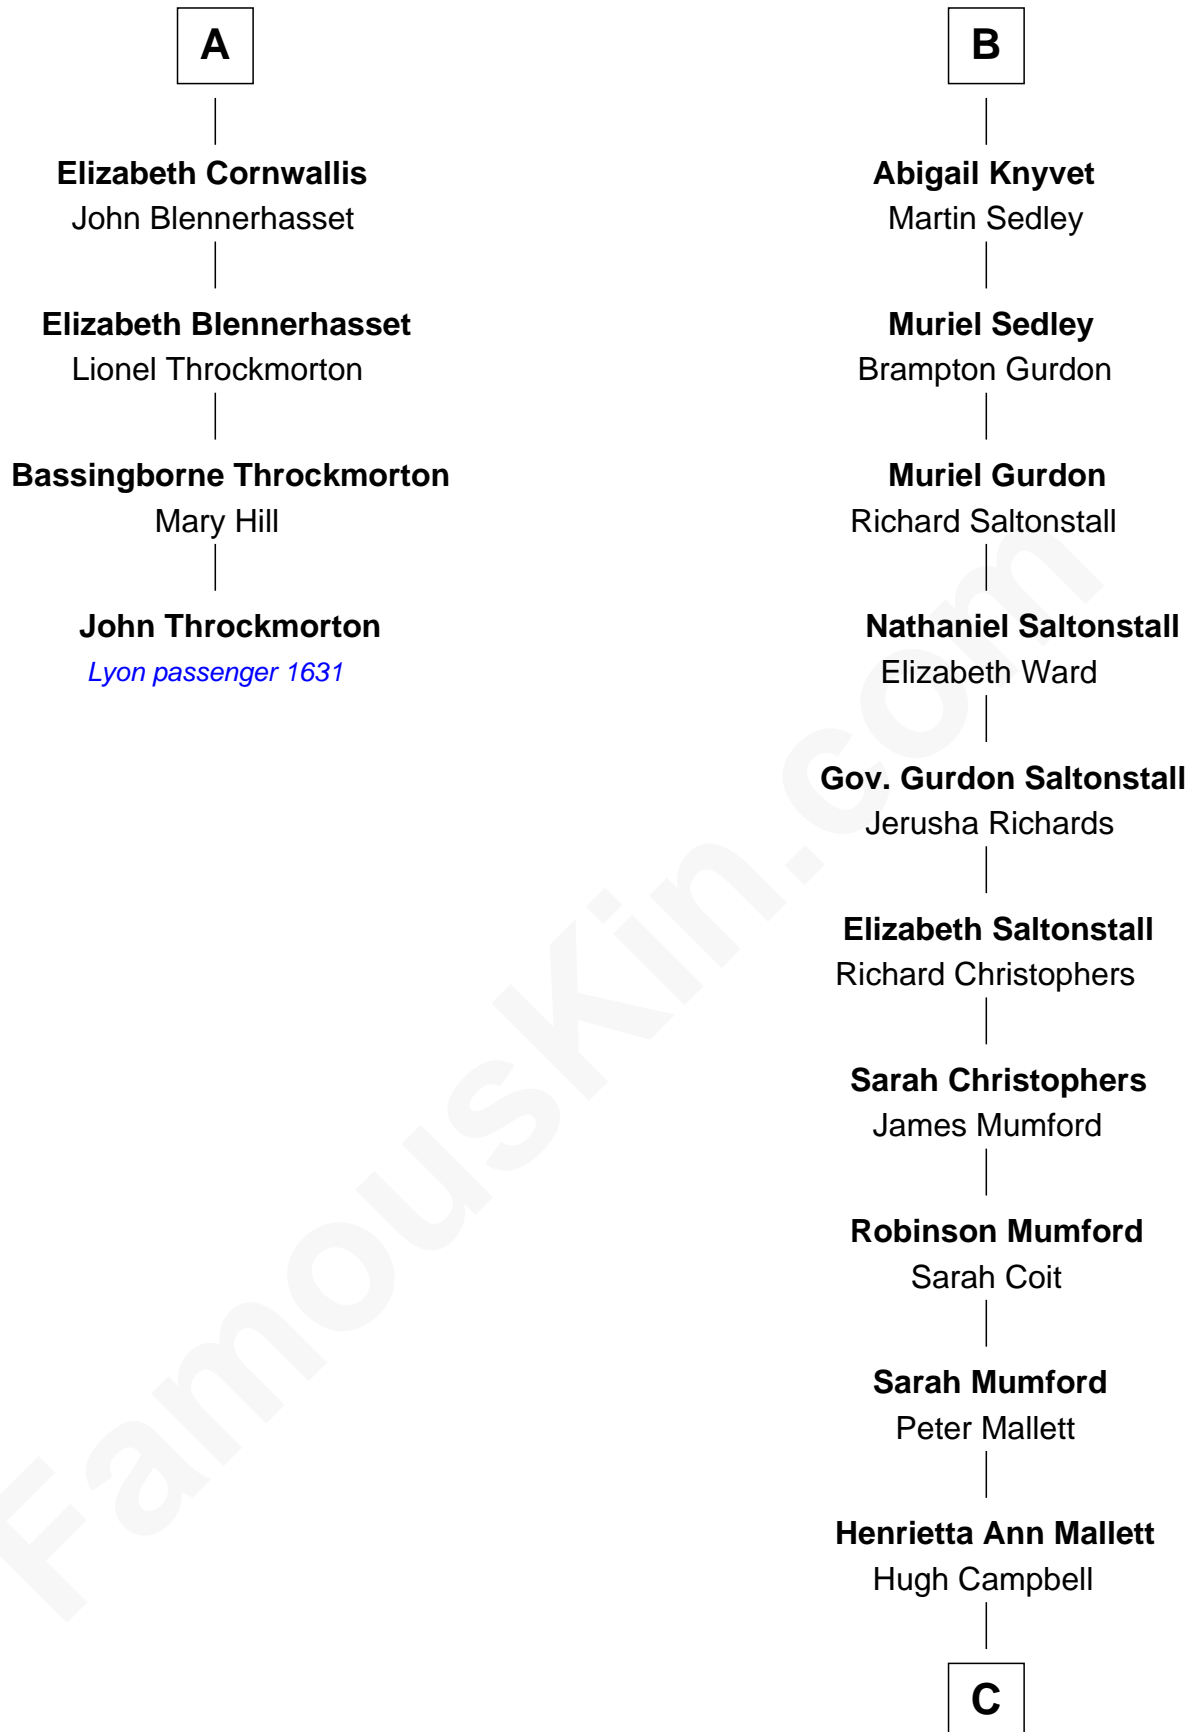 A
Elizabeth Cornwallis
John Blennerhasset
Elizabeth Blennerhasset
Lionel Throckmorton
Bassingborne Throckmorton
Mary Hill
John Throckmorton
Lyon passenger 1631
B
Abigail Knyvet
Martin Sedley
Muriel Sedley
Brampton Gurdon
Muriel Gurdon
Richard Saltonstall
Nathaniel Saltonstall
Elizabeth Ward
Gov. Gurdon Saltonstall
Jerusha Richards
Elizabeth Saltonstall
Richard Christophers
Sarah Christophers
James Mumford
Robinson Mumford
Sarah Coit
Sarah Mumford
Peter Mallett
Henrietta Ann Mallett
Hugh Campbell
C
FamousKin.com